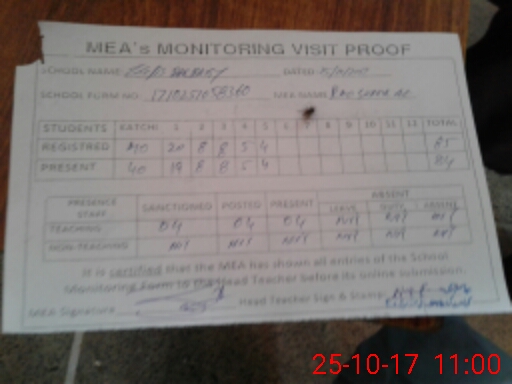 MEA's MONITORING VISIT PROOF
SCHOOL NAME DATED
SCHOOL FORM NO MEA NAME
STUDENTS KATCHI 1 2 3 4 5 6 7 8 9 10 11 12 TOTAL
REGISTRED 40 20 8 8 5 4 85
PRESENT 40 19 8 8 5 4 84
PRESENCE STAFF SANCTIONED POSTED PRESENT ABSENT
LEAVE DUTY ABSENT
TEACHING 04 04 04 Nil Nil Nil
NON-TEACHING Nil Nil Nil Nil Nil Nil
It is certified that the MEA has shown all entries of the School
Monitoring Form to the Head Teacher before its online submission.
MEA Signature Head Teacher Sign & Stamp
25-10-17 11:00